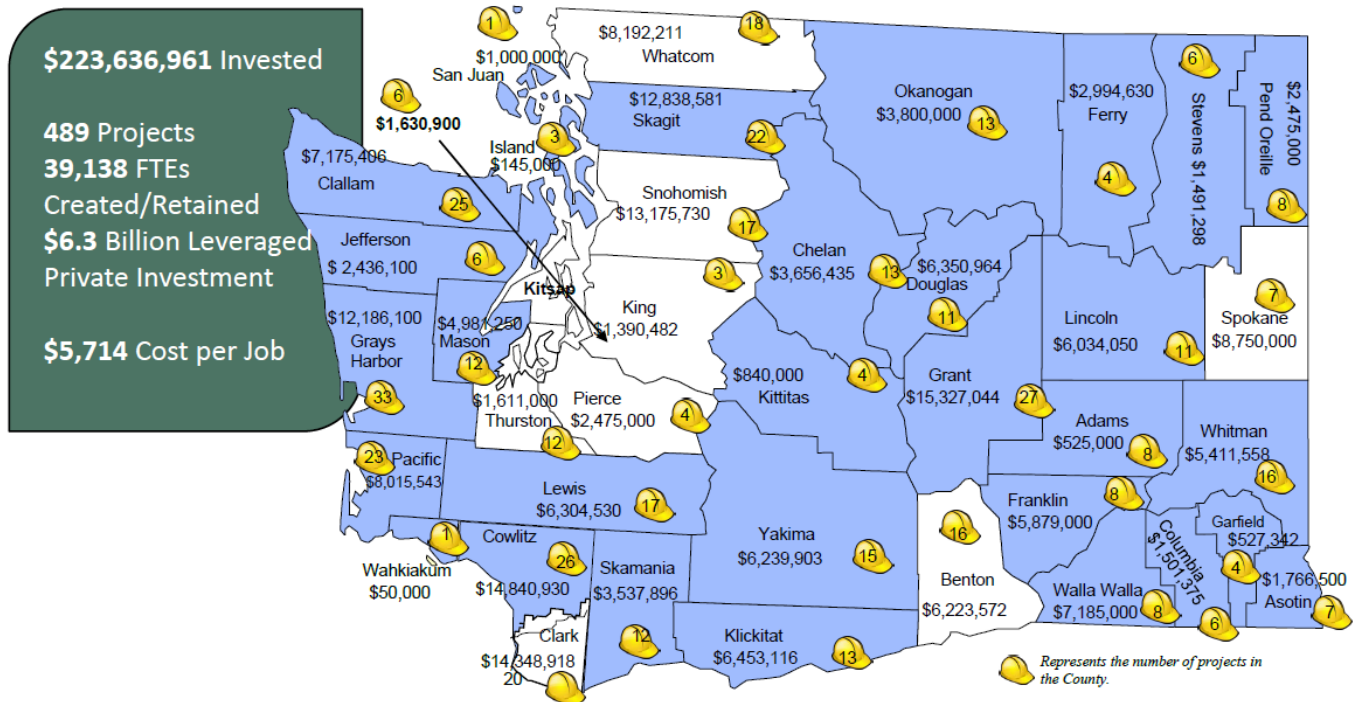 $223,636,961 Invested
489 Projects
39,138 FTEs
Created/Retained
$6.3 Billion Leveraged
Private Investment
$5,714 Cost per Job
1
$1,000,000
San Juan
6
$1,630,900
18
$8,192,211
Whatcom
$12,838,581
Skagit
22
Island
3
$145,000
$7,175,406
Clallam
25
Jefferson
$ 2,436,100
6
Snohomish
$13,175,730
17
Kitsap
King
$1,390,482
3
$12,186,100
Grays
Harbor
33
$4,981,250
Mason
12
$1,611,000
Thurston
12
Pierce
$2,475,000
4
Pacific
23
$8,015,543
Lewis
$6,304,530
17
1
Wahkiakum
$50,000
Cowlitz
26
$14,840,930
Clark
$14,348,918
20
Skamania
$3,537,896
12
Okanogan
$3,800,000
13
Chelan
$3,656,435
13
$6,350,964
Douglas
11
$840,000
Kittitas
4
Grant
$15,327,044
27
Yakima
$6,239,903
15
Klickitat
$6,453,116
13
16
Benton
$6,223,572
$2,994,630
Ferry
4
6
Stevens $1,491,298
$2,475,000
Pend Oreille
8
Lincoln
$6,034,050
11
7
Spokane
$8,750,000
Adams
$525,000
8
Whitman
$5,411,558
16
Franklin
8
$5,879,000
Walla Walla
$7,185,000
8
Columbia
$1,501,375
6
Garfield
$527,342
4
$1,766,500
Asotin
7
Represents the number of projects in
the County.